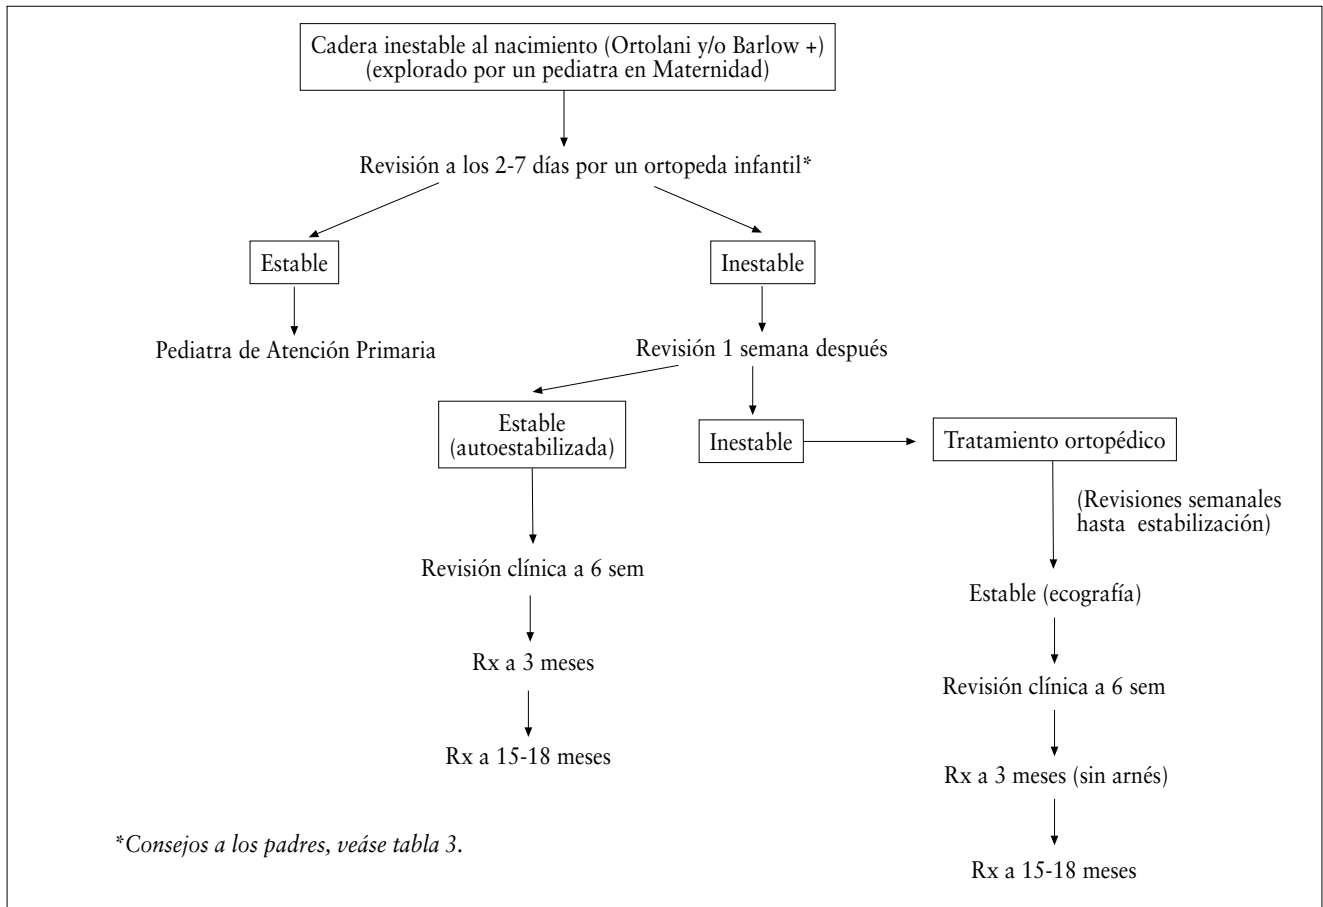 Cadera inestable al nacimiento (Ortolani y/o Barlow +)
(explorado por un pediatra en Maternidad)
Revisión a los 2-7 días por un ortopeda infantil*
Estable
Inestable
Pediatra de Atención Primaria
Revisión 1 semana después
Estable
(autoestabilizada)
Inestable
Tratamiento ortopédico
(Revisiones semanales
hasta estabilización)
Revisión clínica a 6 sem
Estable (ecografía)
Rx a 3 meses
Revisión clínica a 6 sem
Rx a 15-18 meses
Rx a 3 meses (sin arnés)
*Consejos a los padres, veáse tabla 3.
Rx a 15-18 meses